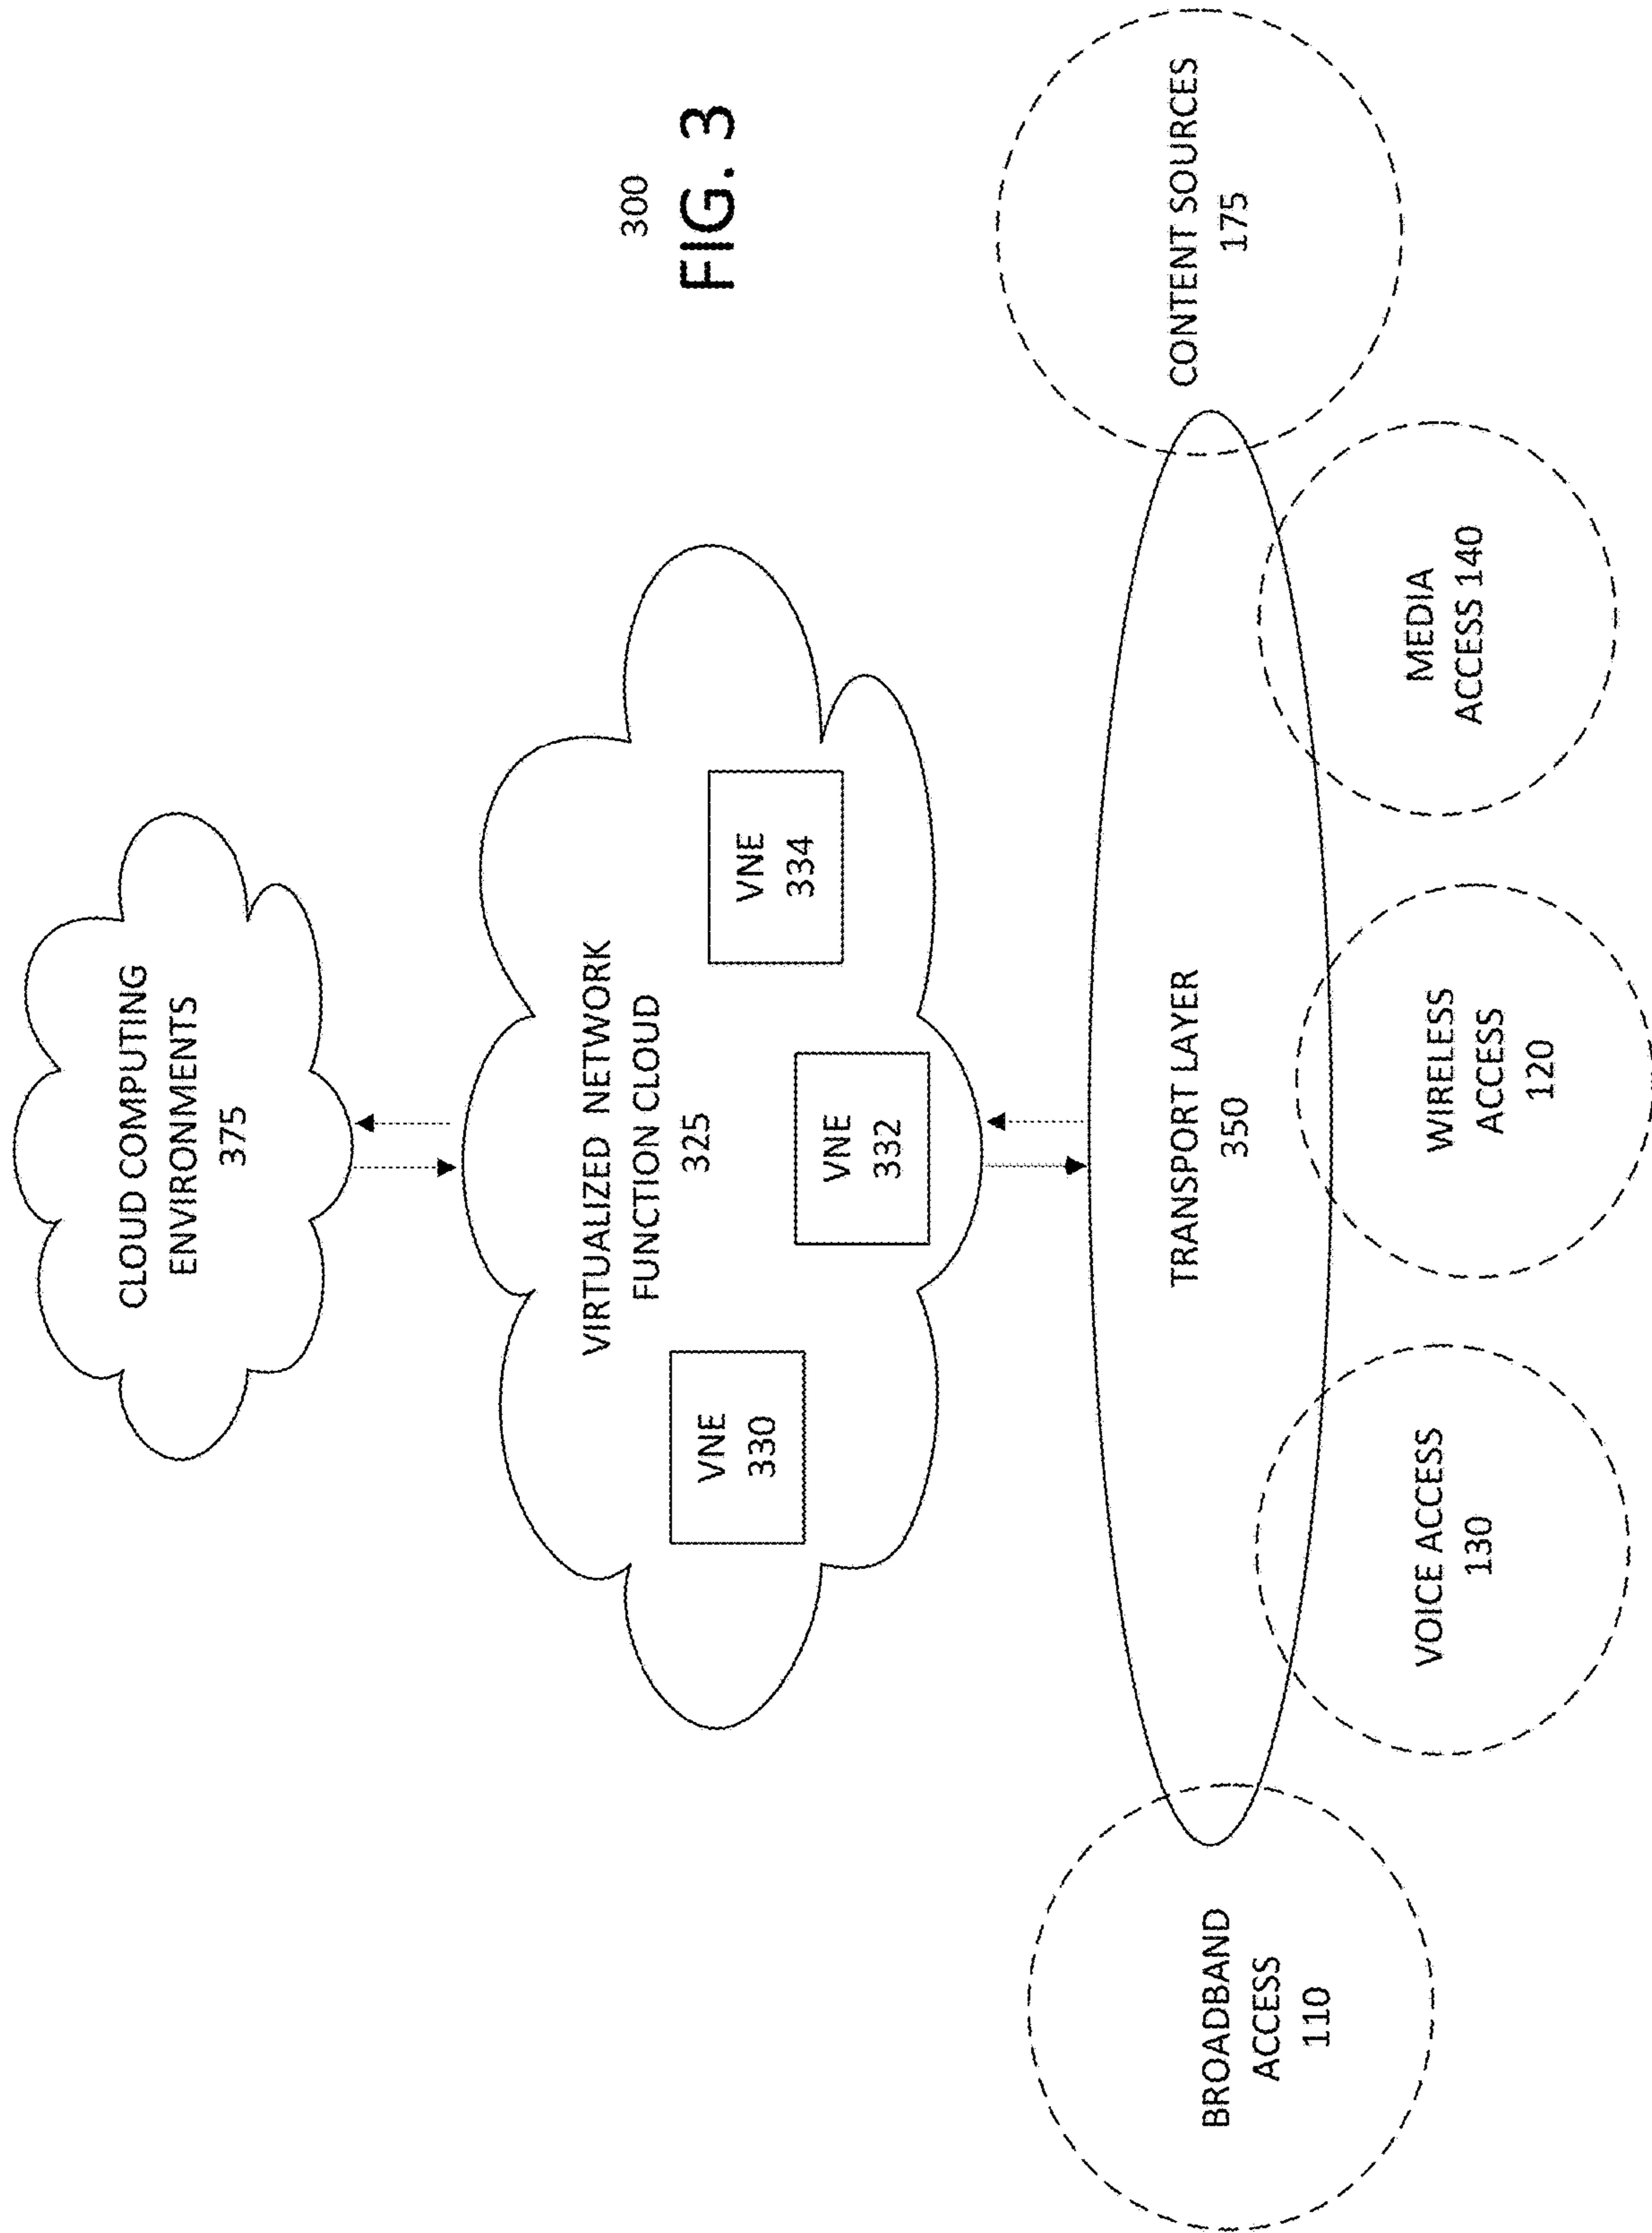 CLOUD COMPUTING
ENVIRONMENTS
375
300
FIG. 3
VIRTUALIZED NETWORK
FUNCTION CLOUD
325
VNE
330
VNE
332
VNE
334
TRANSPORT LAYER
350
BROADBAND
ACCESS
110
VOICE ACCESS
130
WIRELESS
ACCESS
120
MEDIA
ACCESS 140
CONTENT SOURCES
175